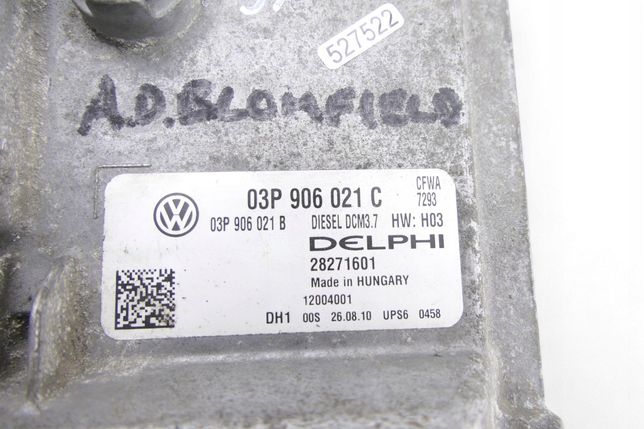 527522
A.D.BLOMFIELD
03P 906 021 C
CFWA
7293
03P 906 021 B DIESEL DCM3.7 HW: H03
DELPHI
28271601
Made in HUNGARY
12004001
DH1 00S 26.08.10 UPS6 0458